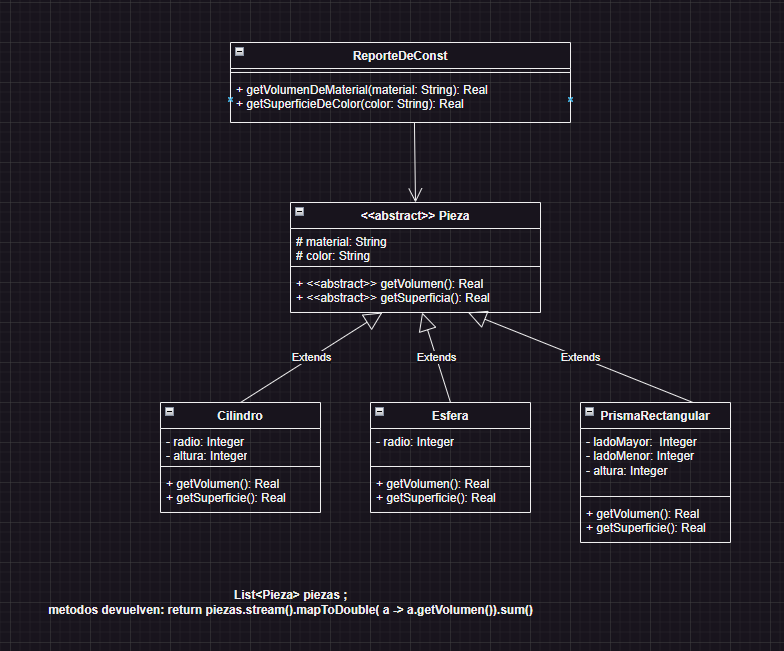 ReporteDeConst
+ getVolumenDeMaterial(material: String): Real
+ getSuperficieDeColor(color: String): Real
<<abstract>> Pieza
# material: String
# color: String
+ <<abstract>> getVolumen(): Real
+ <<abstract>> getSuperficia(): Real
Extends
Extends
Extends
Cilindro
- radio: Integer
- altura: Integer
+ getVolumen(): Real
+ getSuperficie(): Real
Esfera
- radio: Integer
+ getVolumen(): Real
+ getSuperficie(): Real
PrismaRectangular
- ladoMayor: Integer
- ladoMenor: Integer
- altura: Integer
+ getVolumen(): Real
+ getSuperficie(): Real
List<Pieza> piezas ;
metodos devuelven: return piezas.stream().mapToDouble( a -> a.getVolumen()).sum()